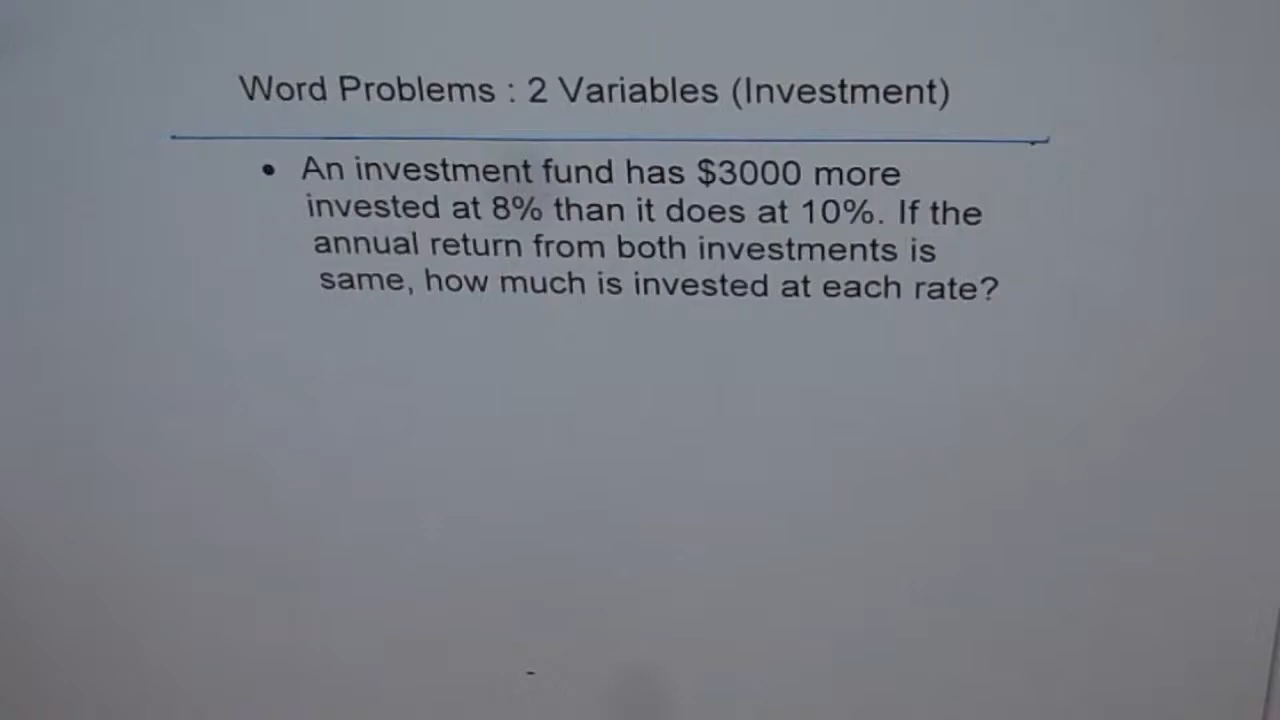 Word Problems : 2 Variables (Investment)
• An investment fund has $3000 more
invested at 8% than it does at 10%. If the
annual return from both investments is
same, how much is invested at each rate?